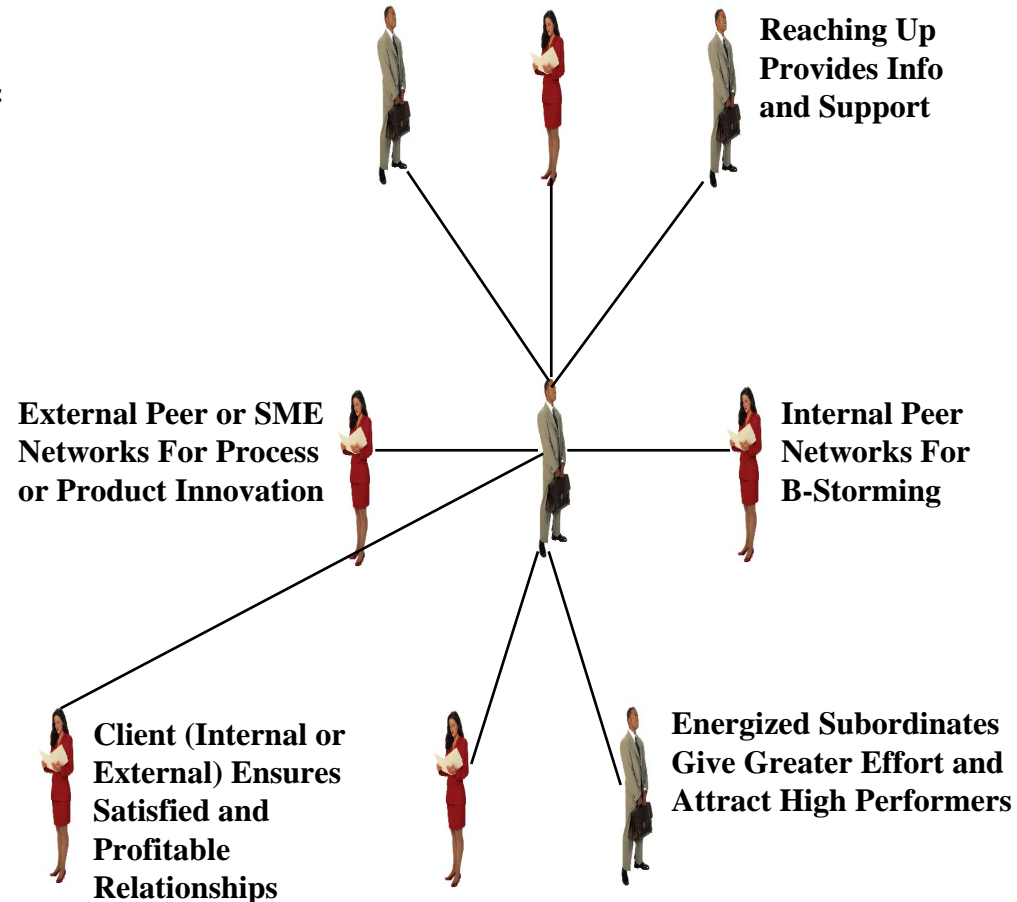 Reaching Up
Provides Info
and Support
External Peer or SME
Networks For Process
or Product Innovation
Internal Peer
Networks For
B-Storming
Client (Internal or
External) Ensures
Satisfied and
Profitable
Relationships
Energized Subordinates
Give Greater Effort and
Attract High Performers